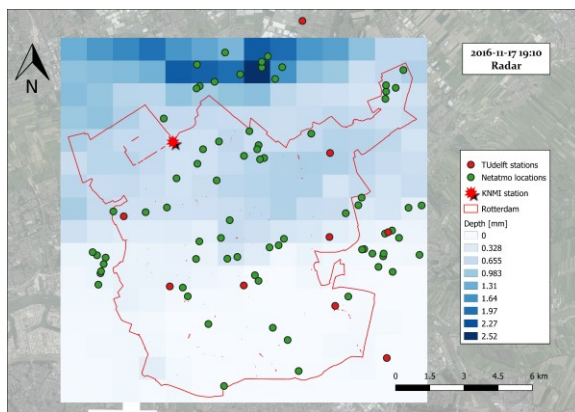 N
2016-11-17 19:10
Radar
TUdelft stations
Netatmo locations
KNMI station
Rotterdam
Depth [mm]
0
0.328
0.655
0.983
1.31
1.64
1.97
2.27
2.52
0 1.5 3 4.5 6 km